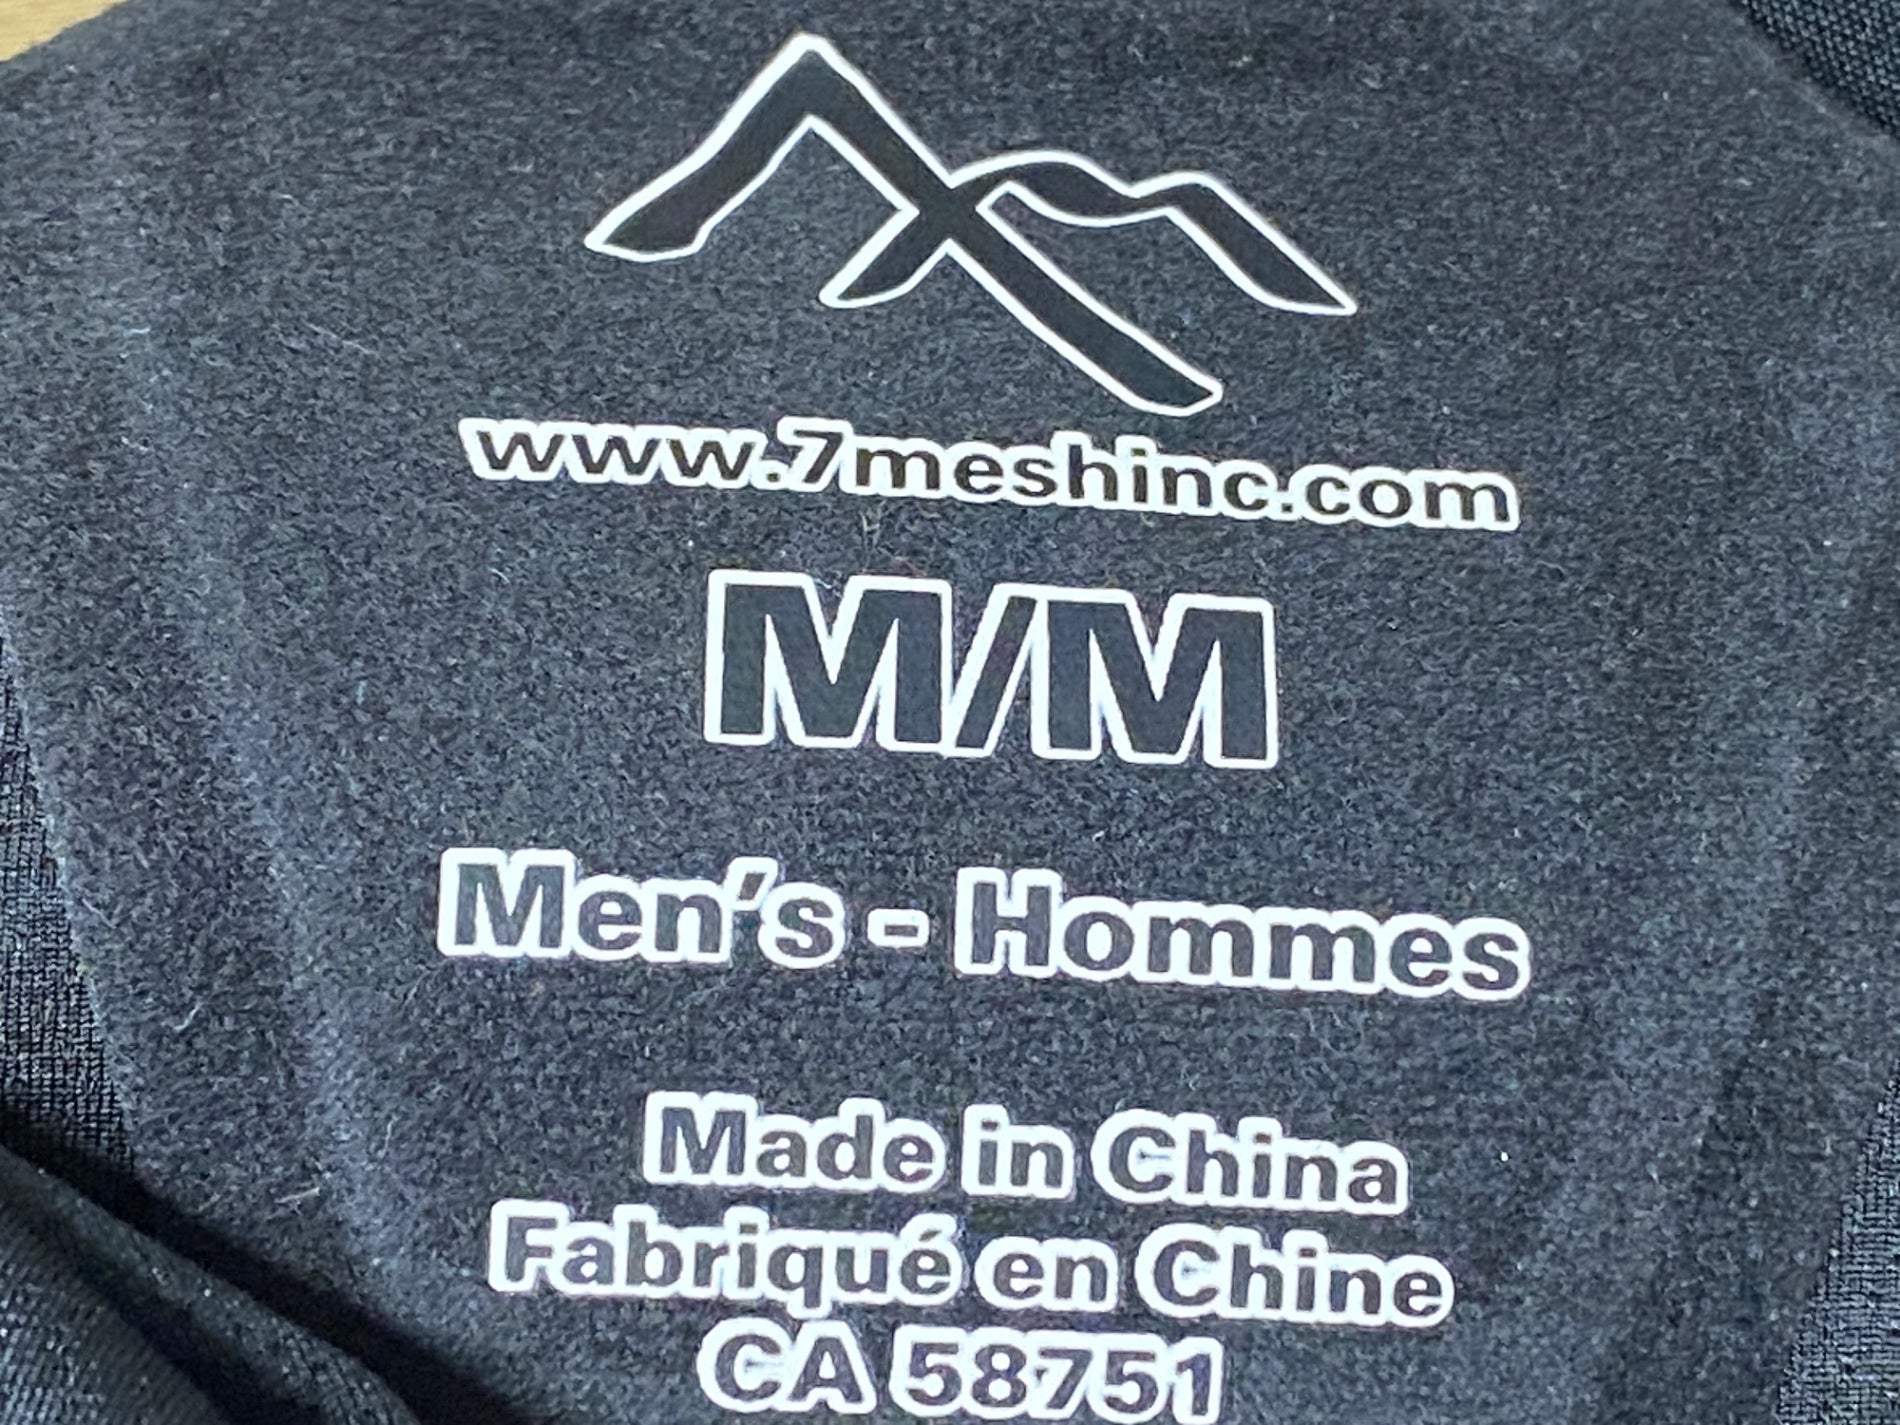 www.7meshinc.com
M/M
Men's - Hommes
Made in China
Fabriqué en Chine
CA 58751